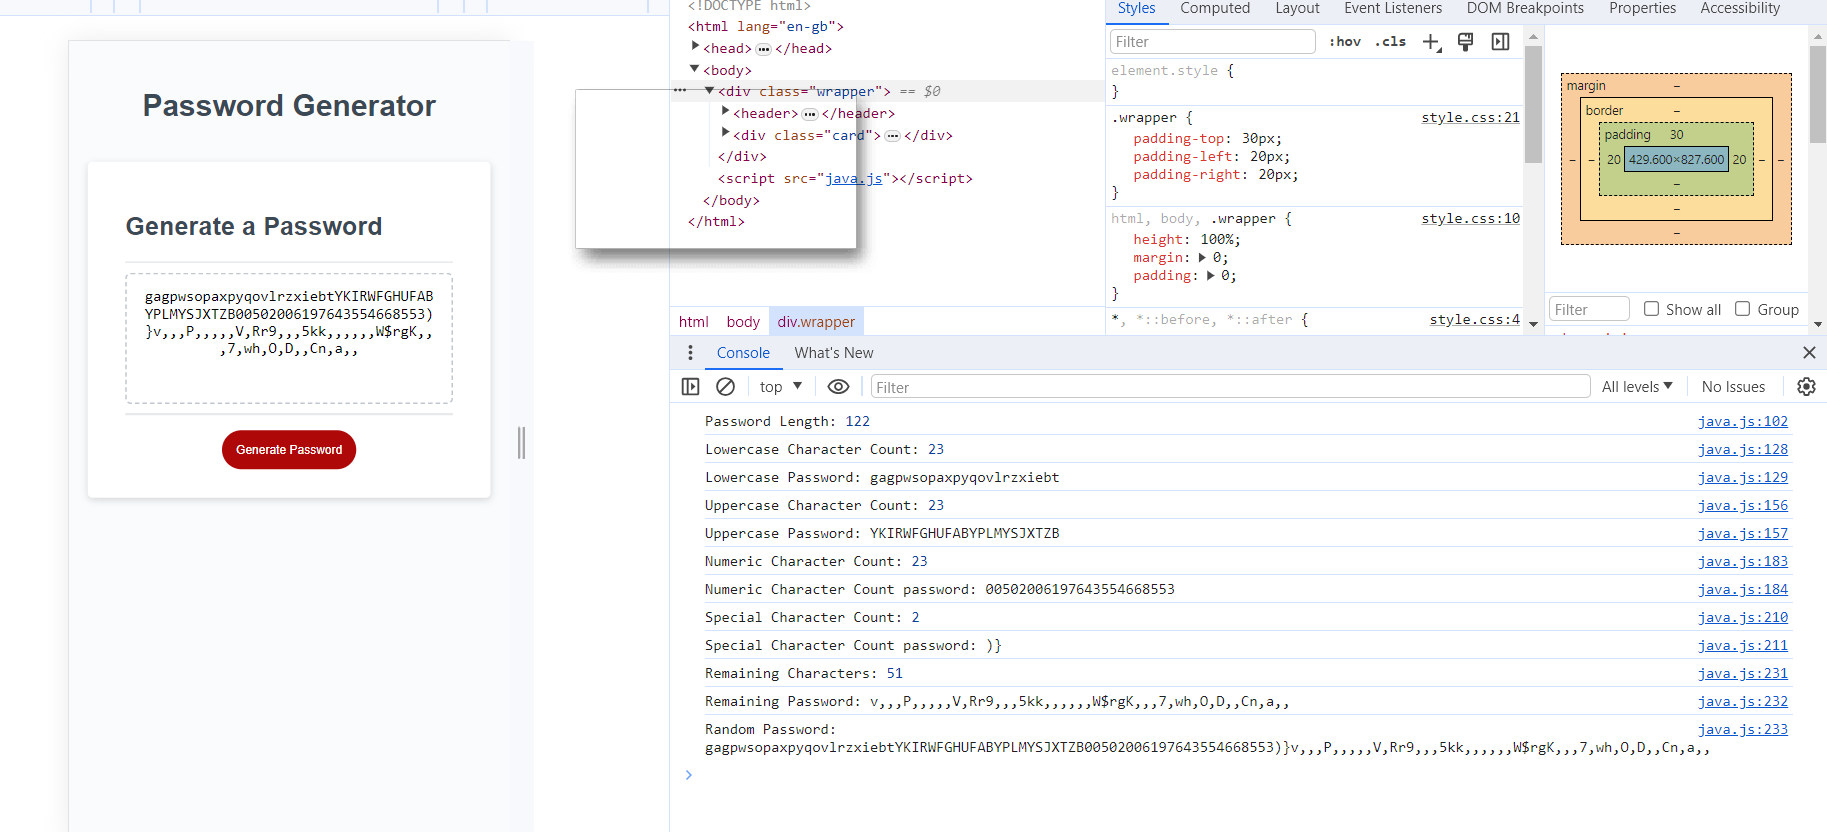 Password Generator
Generate a Password
gagpwsopaxpyqovlrzxiebtYKIRWFGHUFAB
YPLMYSJXTZB00502006197643554668553)
}v,,,P,,,,,V,Rr9,,,5kk,,,,,,W$rgK,,
,7,wh,O,D,,Cn,a,,
Generate Password
<!DOCTYPE html>
<html lang="en-gb">
<head> ••• </head>
<body>
••• <div class="wrapper"> == $0
<header> ••• </header>
<div class="card"> ••• </div>
</div>
<script src="java.js"></script>
</body>
</html>
html body div.wrapper
Styles Computed Layout Event Listeners DOM Breakpoints Properties Accessibility
Filter :hov .cls
element.style {
}
.wrapper { style.css:21
padding-top: 30px;
padding-left: 20px;
padding-right: 20px;
}
html, body, .wrapper { style.css:10
height: 100%;
margin: 0;
padding: 0;
}
*, *::before, *::after { style.css:4
margin –
border –
padding 30
– – 20 429.600×827.600 20 – –
–
–
–
Filter Show all Group
Console What's New
top Filter All levels No Issues
Password Length: 122 java.js:102
Lowercase Character Count: 23 java.js:128
Lowercase Password: gagpwsopaxpyqovlrzxiebt java.js:129
Uppercase Character Count: 23 java.js:156
Uppercase Password: YKIRWFGHUFABYPLMYSJXTZB java.js:157
Numeric Character Count: 23 java.js:183
Numeric Character Count password: 00502006197643554668553 java.js:184
Special Character Count: 2 java.js:210
Special Character Count password: )} java.js:211
Remaining Characters: 51 java.js:231
Remaining Password: v,,,P,,,,,V,Rr9,,,5kk,,,,,,W$rgK,,,7,wh,O,D,,Cn,a,, java.js:232
Random Password: java.js:233
gagpwsopaxpyqovlrzxiebtYKIRWFGHUFABYPLMYSJXTZB00502006197643554668553)}v,,,P,,,,,V,Rr9,,,5kk,,,,,,W$rgK,,,7,wh,O,D,,Cn,a,,